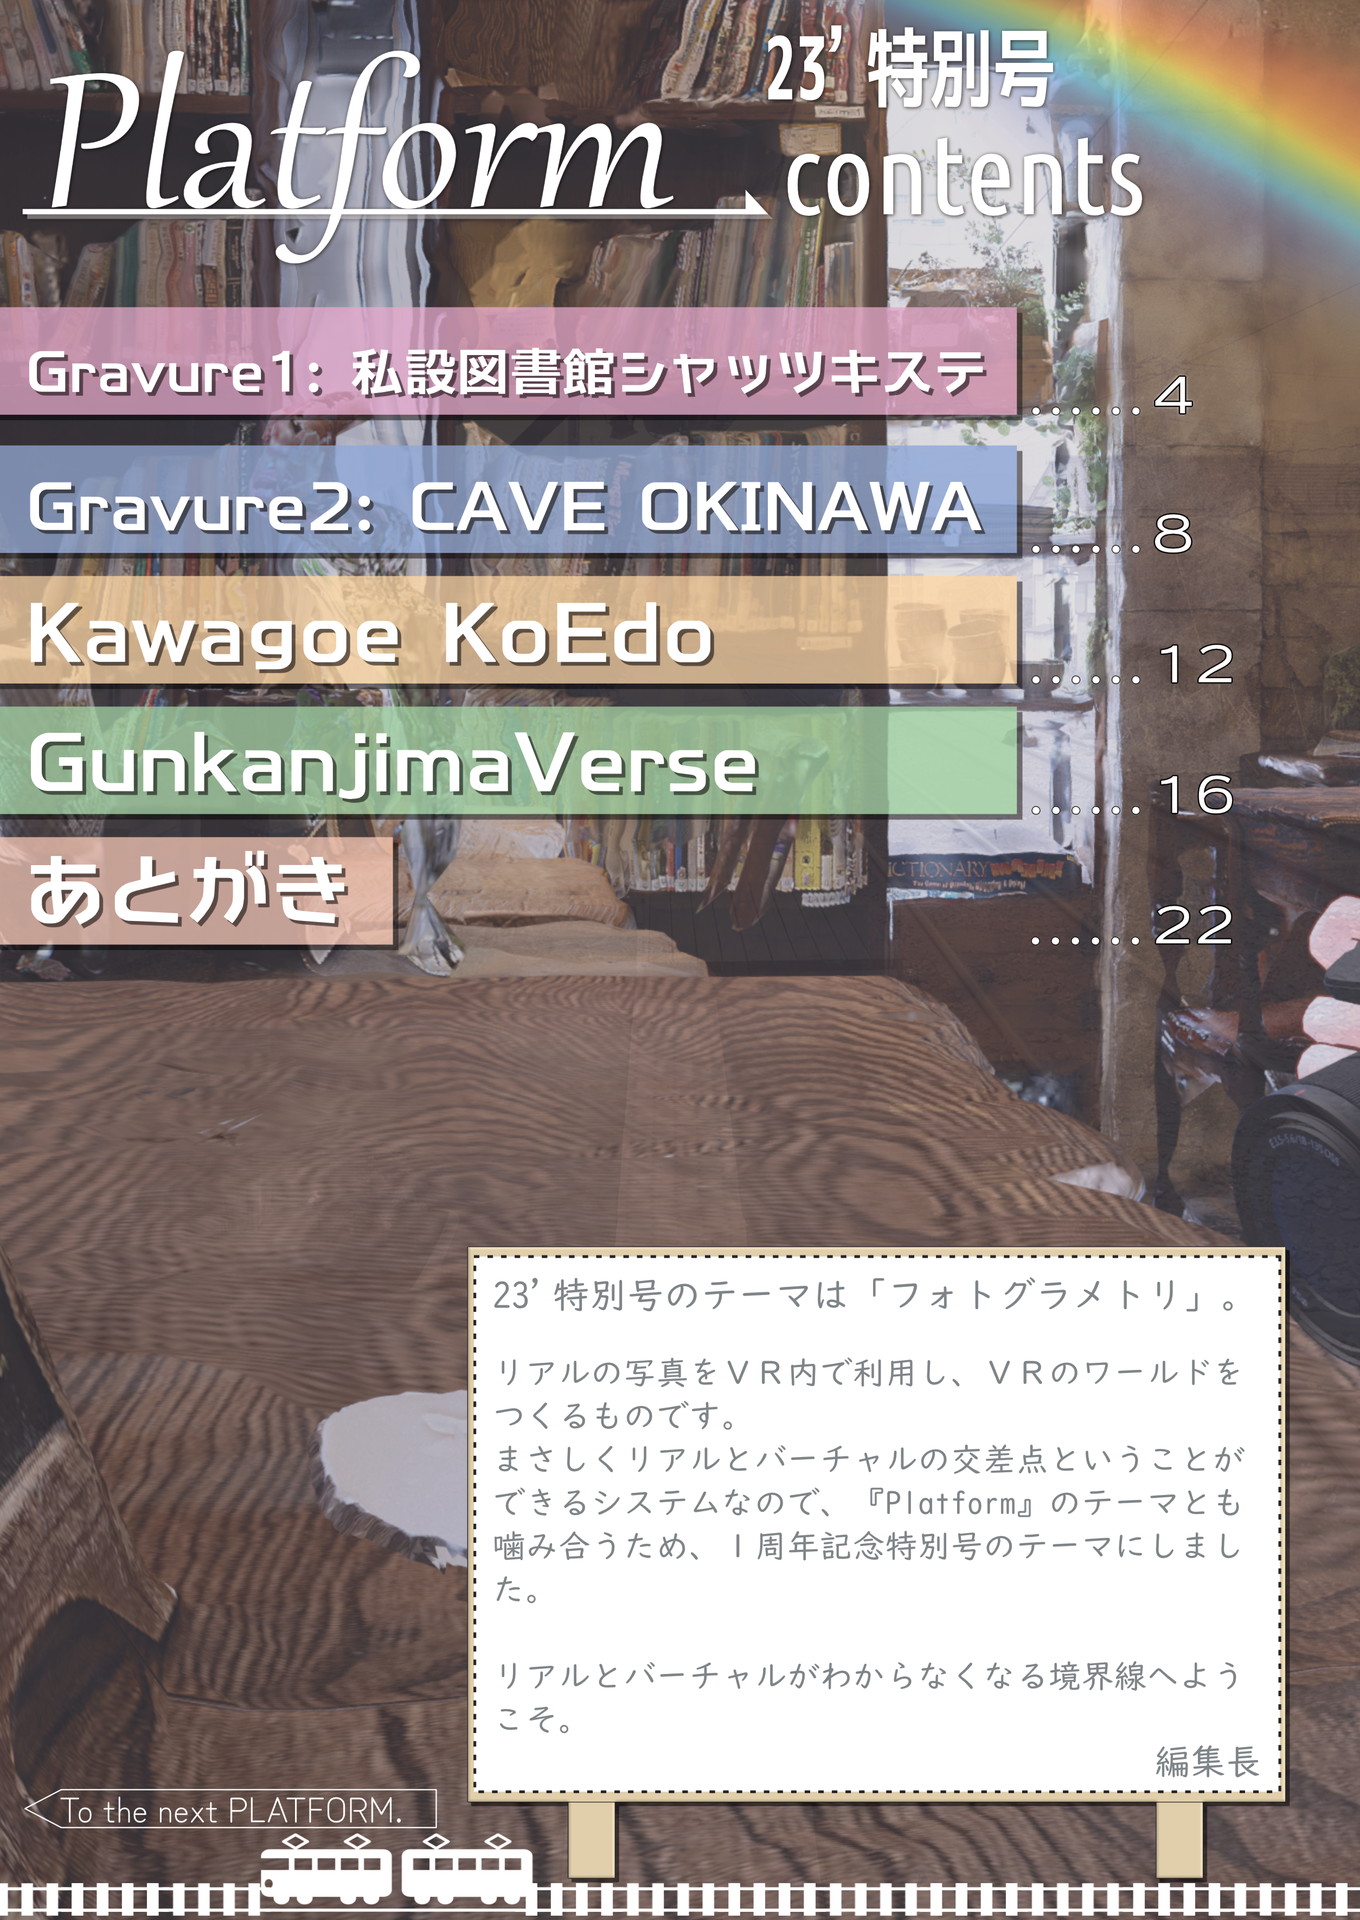 Platform
23’ 特別号
contents
Gravure1: 私設図書館シャッツキステ ...... 4
Gravure2: CAVE OKINAWA ...... 8
Kawagoe KoEdo ...... 12
GunkanjimaVerse ...... 16
あとがき ...... 22
23’ 特別号のテーマは「フォトグラメトリ」。
リアルの写真をＶＲ内で利用し、ＶＲのワールドを
つくるものです。
まさしくリアルとバーチャルの交差点ということが
できるシステムなので、『Platform』のテーマとも
噛み合うため、１周年記念特別号のテーマにしまし
た。
リアルとバーチャルがわからなくなる境界線へよう
こそ。
編集長
To the next PLATFORM.